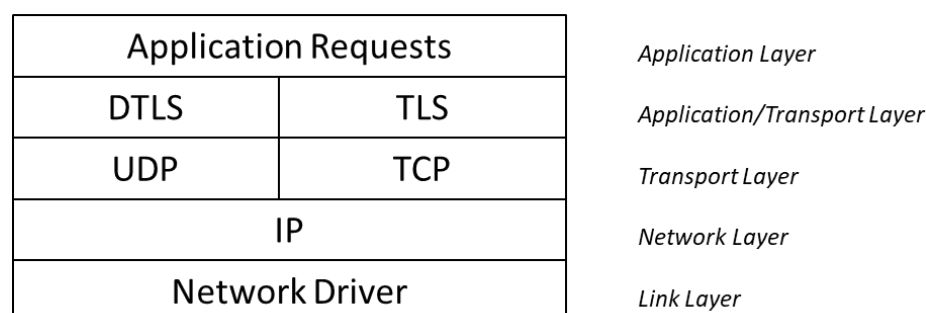 Application Requests Application Layer
DTLS TLS Application/Transport Layer
UDP TCP Transport Layer
IP Network Layer
Network Driver Link Layer